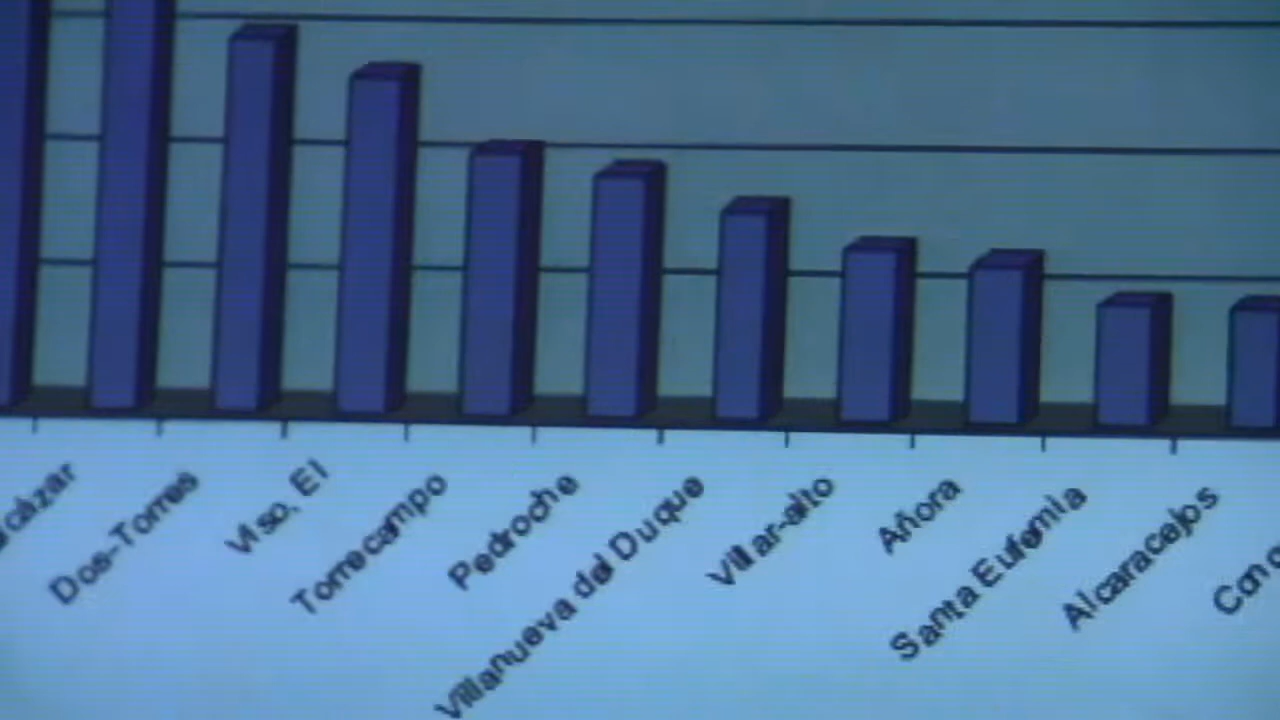 Dos-Torres
Viso, El
Torrecampo
Pedroche
Villanueva del Duque
Villar-alto
Añora
Santa Eufemia
Alcaracejos